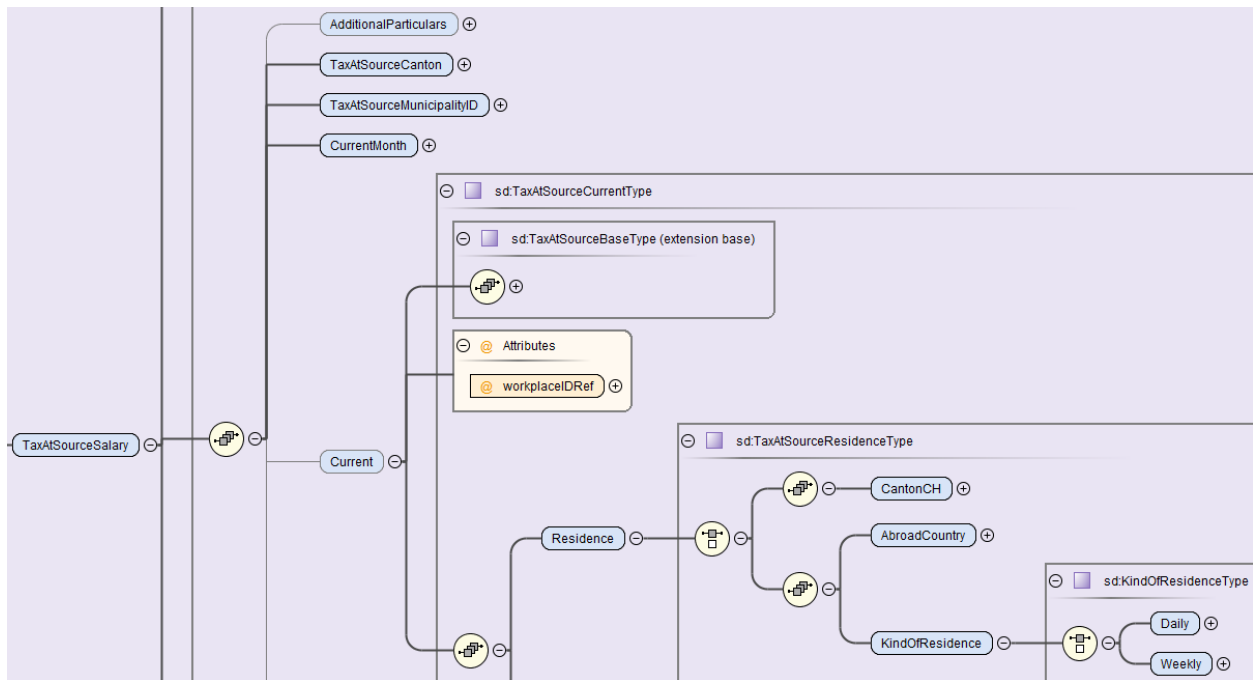 AdditionalParticulars
TaxAtSourceCanton
TaxAtSourceMunicipalityID
CurrentMonth
sd:TaxAtSourceCurrentType
sd:TaxAtSourceBaseType (extension base)
@ Attributes
@ workplaceIDRef
TaxAtSourceSalary
Current
sd:TaxAtSourceResidenceType
CantonCH
Residence
AbroadCountry
sd:KindOfResidenceType
Daily
KindOfResidence
Weekly